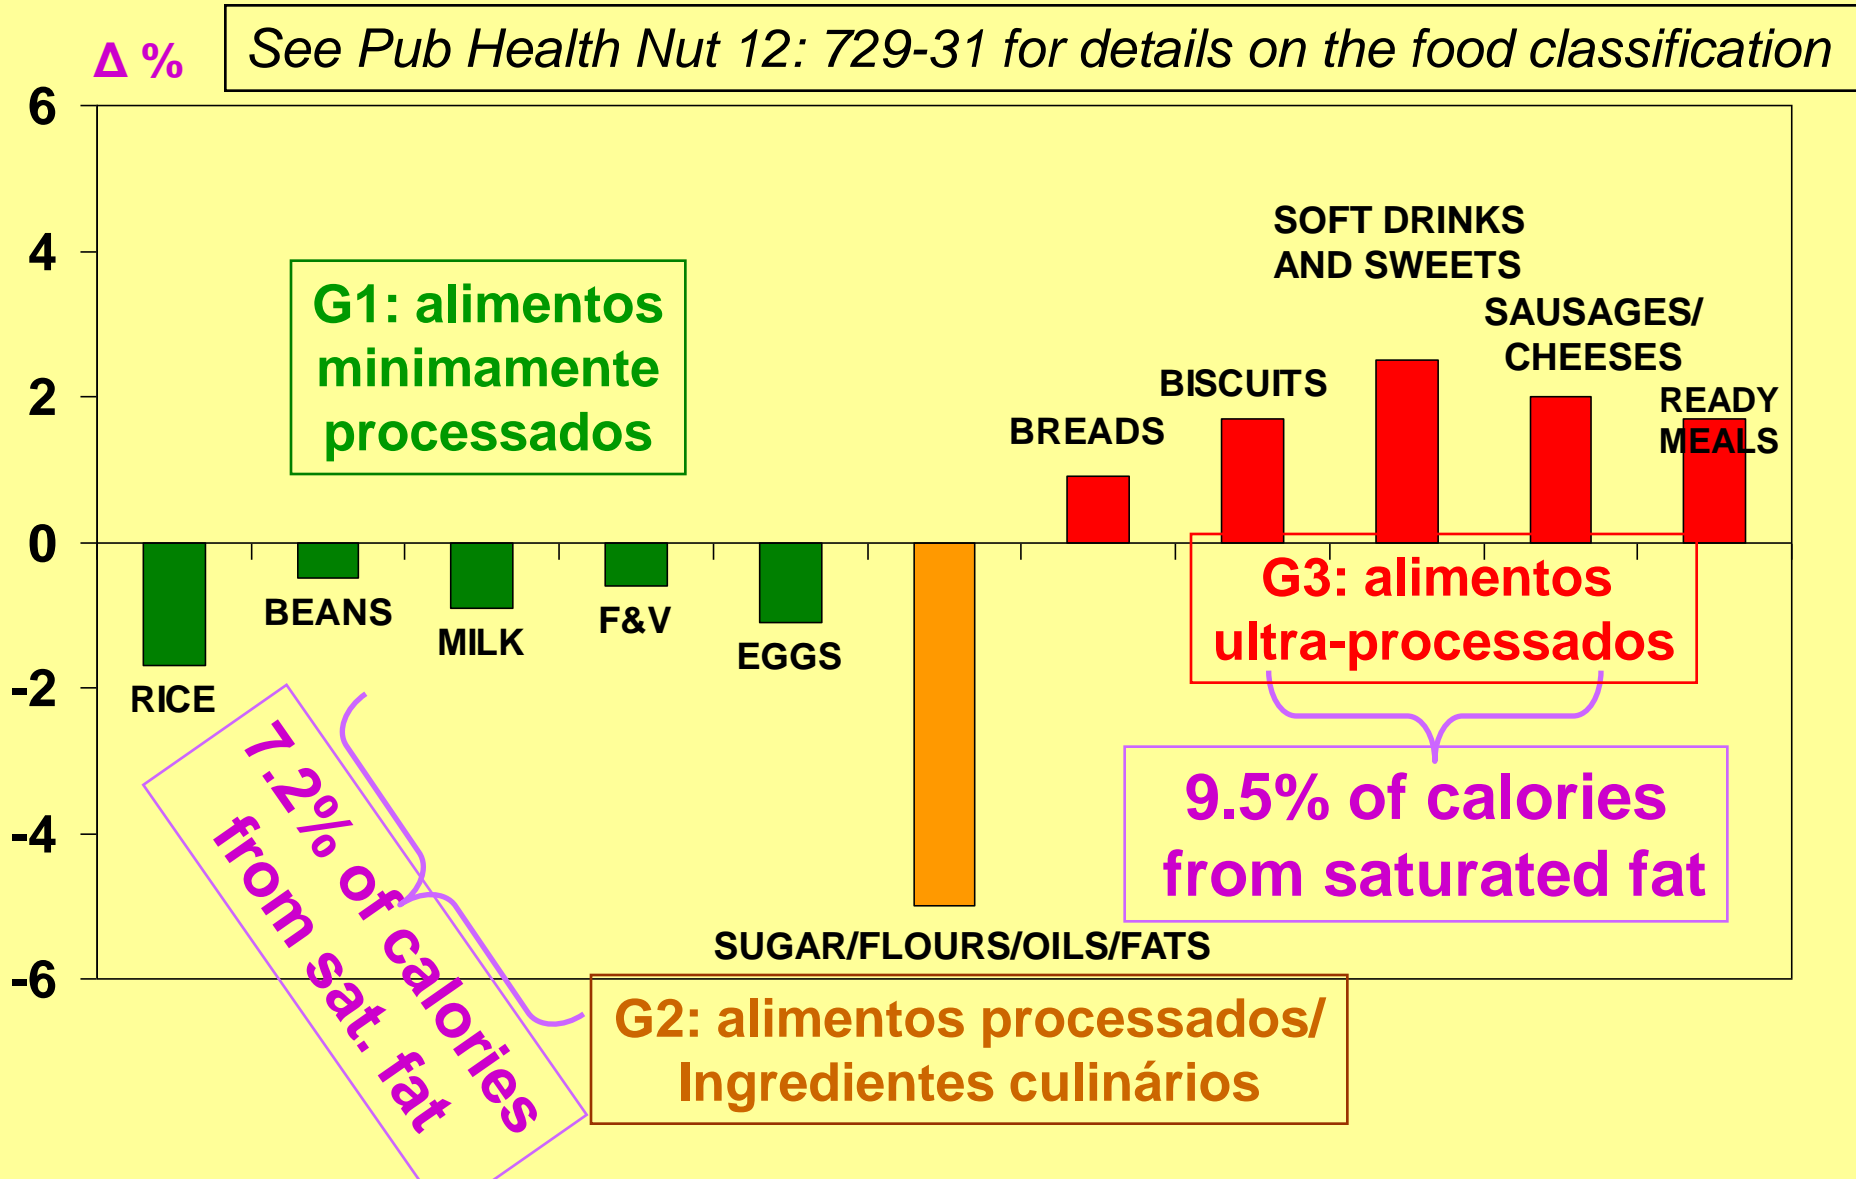 See Pub Health Nut 12: 729-31 for details on the food classification
Δ %
6
4
2
0
-2
-4
-6
G1: alimentos
minimamente
processados
SOFT DRINKS
AND SWEETS
SAUSAGES/
CHEESES
BISCUITS
READY
MEALS
BREADS
RICE
BEANS
MILK
F&V
EGGS
SUGAR/FLOURS/OILS/FATS
G3: alimentos
ultra-processados
9.5% of calories
from saturated fat
7.2% of calories
from sat. fat
G2: alimentos processados/
Ingredientes culinários